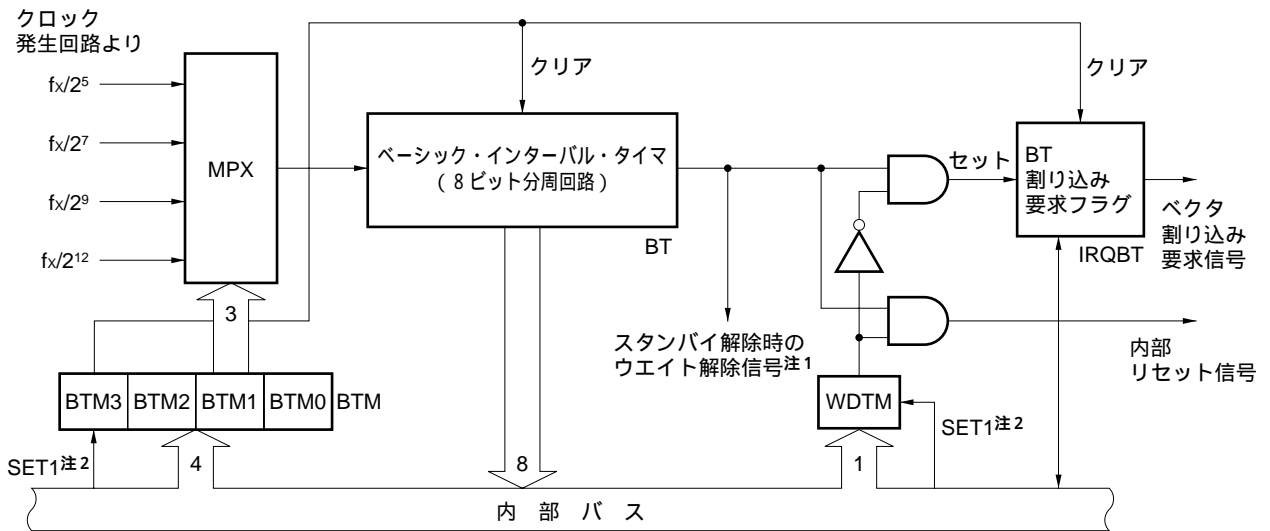 クロック
発生回路より
fX/2⁵
fX/2⁷
fX/2⁹
fX/2¹²
MPX
3
クリア
ベーシック・インターバル・タイマ
（８ビット分周回路）
BT
セット
クリア
BT
割り込み
要求フラグ
IRQBT
ベクタ
割り込み
要求信号
スタンバイ解除時の
ウエイト解除信号注1
内部
リセット信号
BTM3 BTM2 BTM1 BTM0 BTM
WDTM
SET1注2
4
8
1
SET1注2
内 部 バ ス